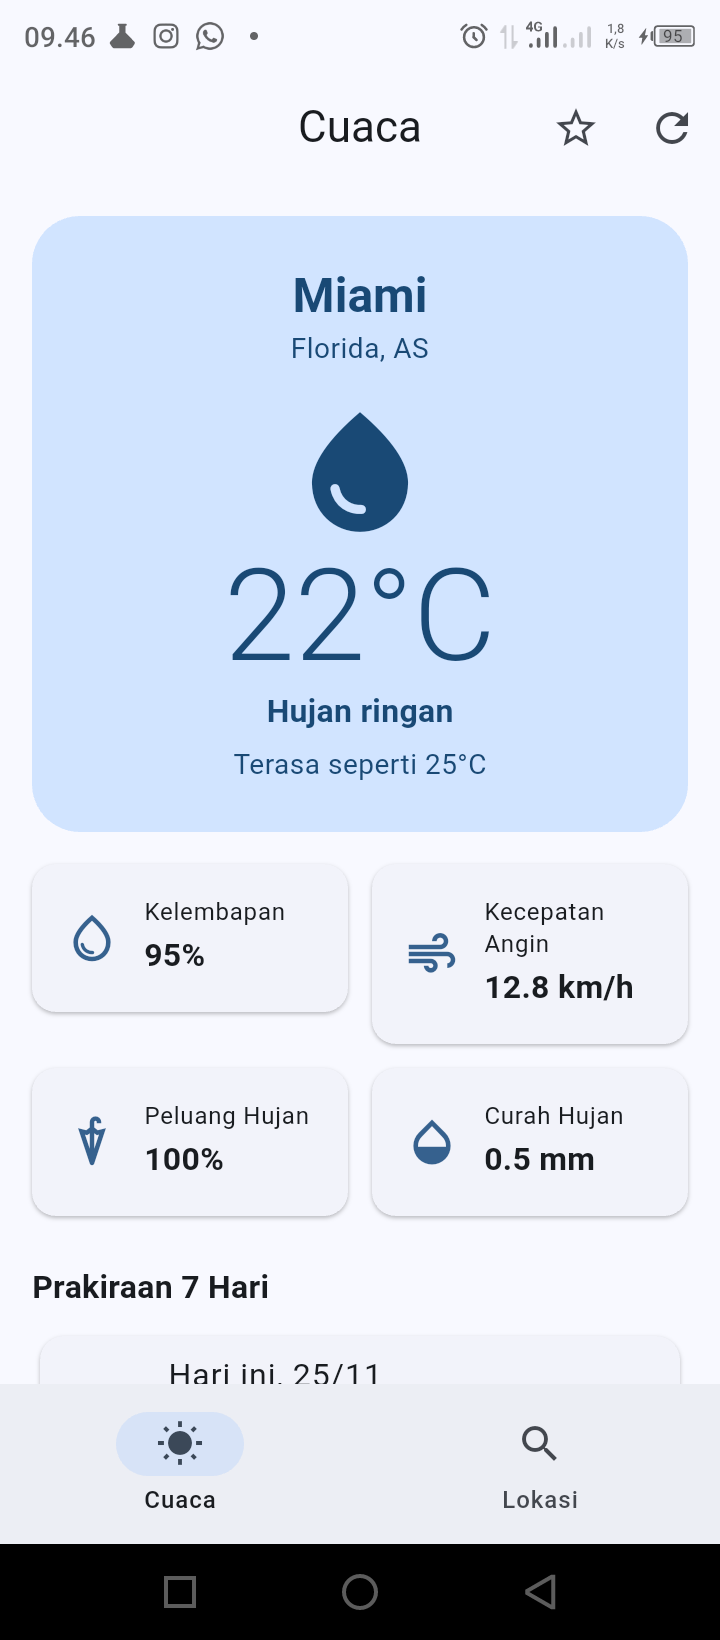 09.46
4G
1,8
K/s
95
Cuaca
Miami
Florida, AS
22°C
Hujan ringan
Terasa seperti 25°C
Kelembapan
95%
Kecepatan
Angin
12.8 km/h
Peluang Hujan
100%
Curah Hujan
0.5 mm
Prakiraan 7 Hari
Hari ini, 25/11
Cuaca
Lokasi